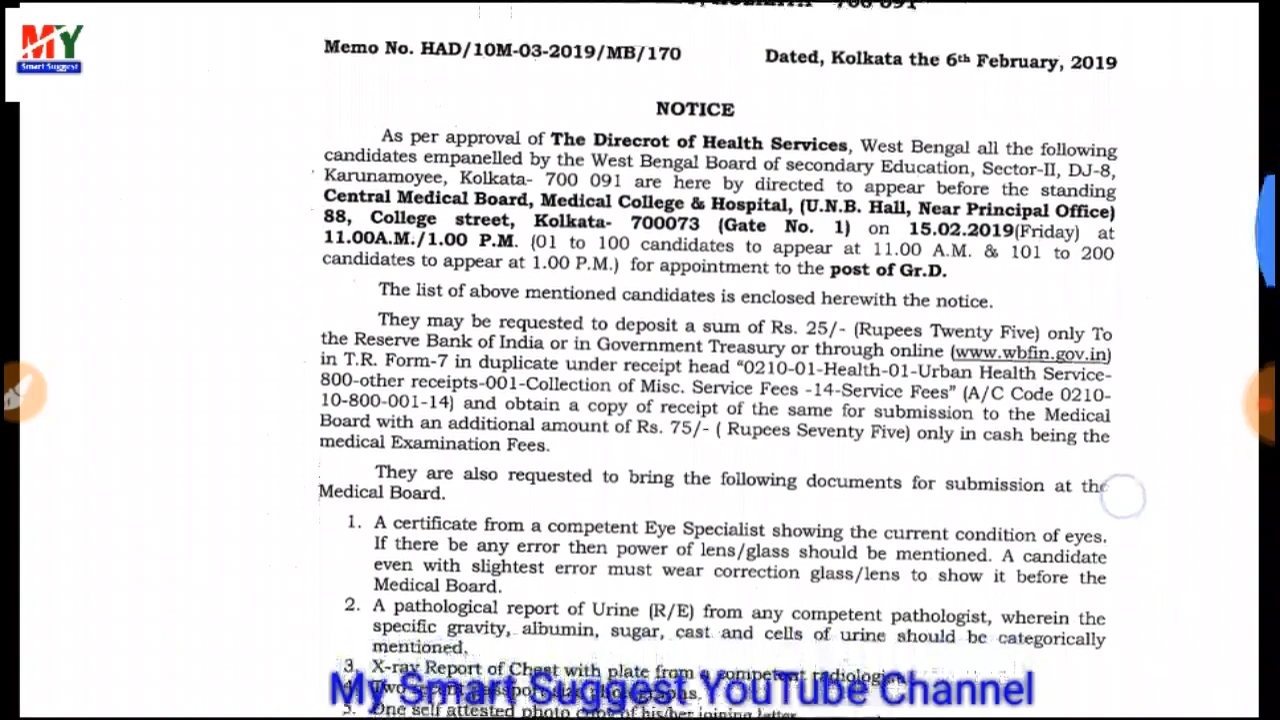 700 091
MY
Smart Suggest
Memo No. HAD/10M-03-2019/MB/170 Dated, Kolkata the 6th February, 2019
NOTICE
As per approval of The Direcrot of Health Services, West Bengal all the following
candidates empanelled by the West Bengal Board of secondary Education, Sector-II, DJ-8,
Karunamoyee, Kolkata- 700 091 are here by directed to appear before the standing
Central Medical Board, Medical College & Hospital, (U.N.B. Hall, Near Principal Office)
88, College street, Kolkata- 700073 (Gate No. 1) on 15.02.2019(Friday) at
11.00A.M./1.00 P.M. (01 to 100 candidates to appear at 11.00 A.M. & 101 to 200
candidates to appear at 1.00 P.M.) for appointment to the post of Gr.D.
The list of above mentioned candidates is enclosed herewith the notice.
They may be requested to deposit a sum of Rs. 25/- (Rupees Twenty Five) only To
the Reserve Bank of India or in Government Treasury or through online (www.wbfin.gov.in)
in T.R. Form-7 in duplicate under receipt head "0210-01-Health-01-Urban Health Service-
800-other receipts-001-Collection of Misc. Service Fees -14-Service Fees" (A/C Code 0210-
10-800-001-14) and obtain a copy of receipt of the same for submission to the Medical
Board with an additional amount of Rs. 75/- ( Rupees Seventy Five) only in cash being the
medical Examination Fees.
They are also requested to bring the following documents for submission at the
Medical Board.
1. A certificate from a competent Eye Specialist showing the current condition of eyes.
If there be any error then power of lens/glass should be mentioned. A candidate
even with slightest error must wear correction glass/lens to show it before the
Medical Board.
2. A pathological report of Urine (R/E) from any competent pathologist, wherein the
specific gravity, albumin, sugar, cast and cells of urine should be categorically
mentioned.
3. X-ray Report of Chest with plate from a competent radiologist
My Smart Suggest YouTube Channel
5. One self attested photo copy of his/her joining letter